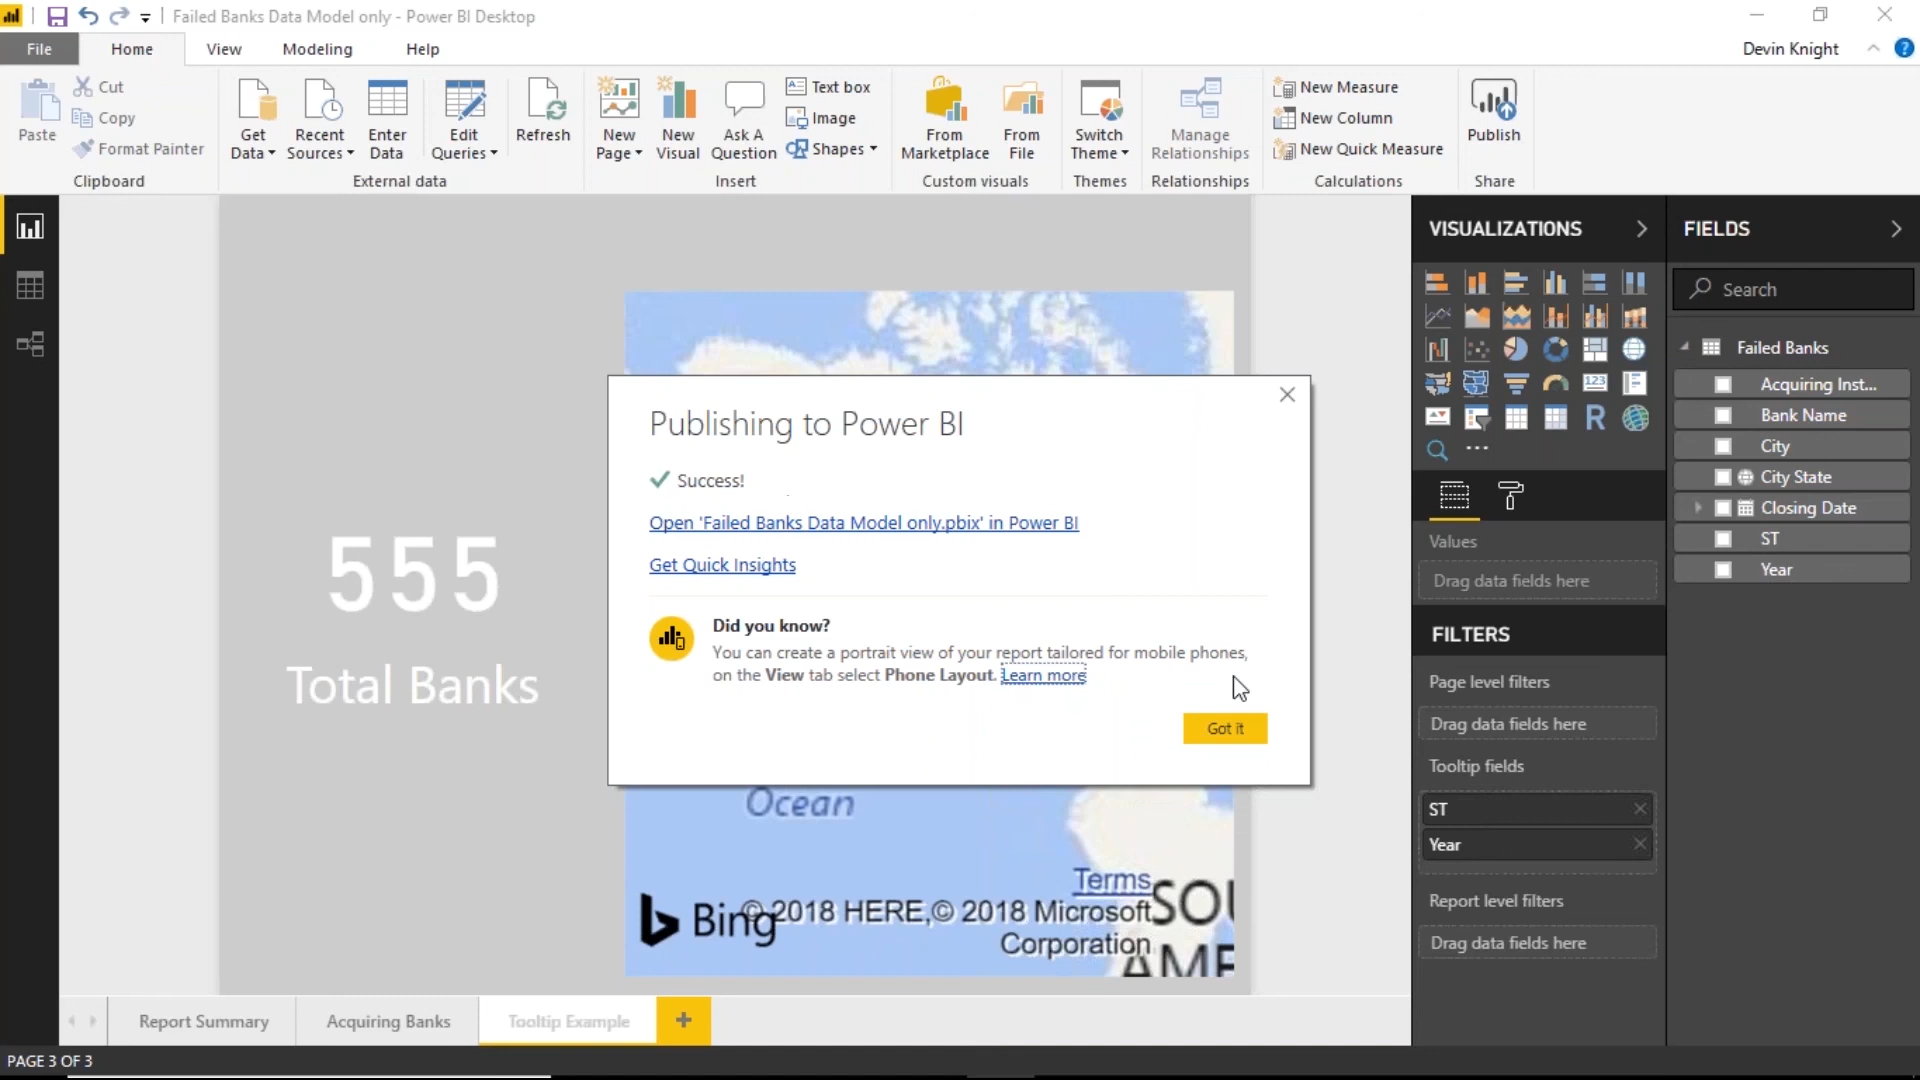 Failed Banks Data Model only - Power BI Desktop
File
Home
View
Modeling
Help
Devin Knight
?
Paste
Cut
Copy
Format Painter
Clipboard
Get
Data
Recent
Sources
Enter
Data
Edit
Queries
Refresh
External data
New
Page
New
Visual
Ask A
Question
Text box
Image
Shapes
Insert
From
Marketplace
From
File
Custom visuals
Switch
Theme
Themes
Manage
Relationships
Relationships
New Measure
New Column
New Quick Measure
Calculations
Publish
Share
555
Total Banks
Publishing to Power BI
Success!
Open 'Failed Banks Data Model only.pbix' in Power BI
Get Quick Insights
Did you know?
You can create a portrait view of your report tailored for mobile phones,
on the View tab select Phone Layout. Learn more
Got it
Ocean
Terms
Bing
© 2018 HERE,© 2018 Microsoft
Corporation
SOU
AME
VISUALIZATIONS
123
R
Values
Drag data fields here
FILTERS
Page level filters
Drag data fields here
Tooltip fields
ST
Year
Report level filters
Drag data fields here
FIELDS
Search
Failed Banks
Acquiring Inst...
Bank Name
City
City State
Closing Date
ST
Year
Report Summary
Acquiring Banks
Tooltip Example
+
PAGE 3 OF 3